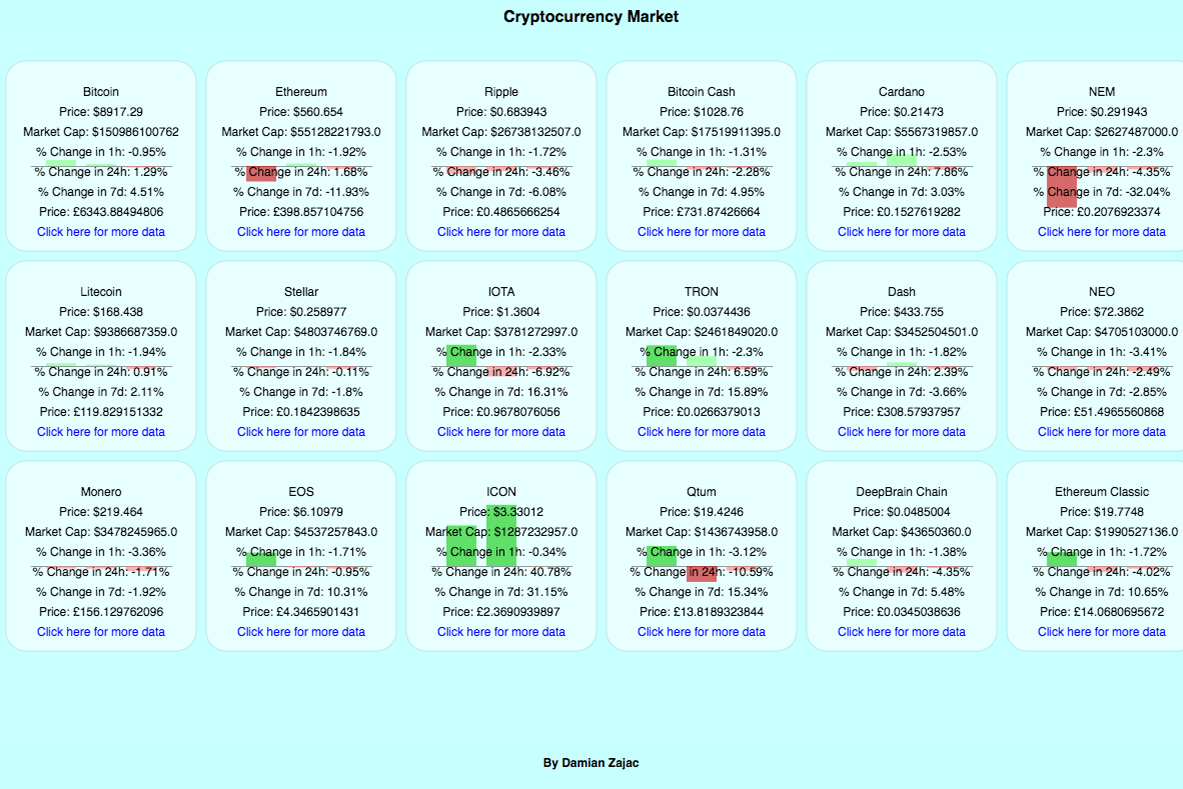 Cryptocurrency Market
Bitcoin
Price: $8917.29
Market Cap: $150986100762
% Change in 1h: -0.95%
% Change in 24h: 1.29%
% Change in 7d: 4.51%
Price: £6343.88494806
Click here for more data
Ethereum
Price: $560.654
Market Cap: $55128221793.0
% Change in 1h: -1.92%
% Change in 24h: 1.68%
% Change in 7d: -11.93%
Price: £398.857104756
Click here for more data
Ripple
Price: $0.683943
Market Cap: $26738132507.0
% Change in 1h: -1.72%
% Change in 24h: -3.46%
% Change in 7d: -6.08%
Price: £0.4865666254
Click here for more data
Bitcoin Cash
Price: $1028.76
Market Cap: $17519911395.0
% Change in 1h: -1.31%
% Change in 24h: -2.28%
% Change in 7d: 4.95%
Price: £731.87426664
Click here for more data
Cardano
Price: $0.21473
Market Cap: $5567319857.0
% Change in 1h: -2.53%
% Change in 24h: 7.86%
% Change in 7d: 3.03%
Price: £0.1527619282
Click here for more data
NEM
Price: $0.291943
Market Cap: $2627487000.0
% Change in 1h: -2.3%
% Change in 24h: -4.35%
% Change in 7d: -32.04%
Price: £0.2076923374
Click here for more data
Litecoin
Price: $168.438
Market Cap: $9386687359.0
% Change in 1h: -1.94%
% Change in 24h: 0.91%
% Change in 7d: 2.11%
Price: £119.829151332
Click here for more data
Stellar
Price: $0.258977
Market Cap: $4803746769.0
% Change in 1h: -1.84%
% Change in 24h: -0.11%
% Change in 7d: -1.8%
Price: £0.1842398635
Click here for more data
IOTA
Price: $1.3604
Market Cap: $3781272997.0
% Change in 1h: -2.33%
% Change in 24h: -6.92%
% Change in 7d: 16.31%
Price: £0.9678076056
Click here for more data
TRON
Price: $0.0374436
Market Cap: $2461849020.0
% Change in 1h: -2.3%
% Change in 24h: 6.59%
% Change in 7d: 15.89%
Price: £0.0266379013
Click here for more data
Dash
Price: $433.755
Market Cap: $3452504501.0
% Change in 1h: -1.82%
% Change in 24h: 2.39%
% Change in 7d: -3.66%
Price: £308.57937957
Click here for more data
NEO
Price: $72.3862
Market Cap: $4705103000.0
% Change in 1h: -3.41%
% Change in 24h: -2.49%
% Change in 7d: -2.85%
Price: £51.4965560868
Click here for more data
Monero
Price: $219.464
Market Cap: $3478245965.0
% Change in 1h: -3.36%
% Change in 24h: -1.71%
% Change in 7d: -1.92%
Price: £156.129762096
Click here for more data
EOS
Price: $6.10979
Market Cap: $4537257843.0
% Change in 1h: -1.71%
% Change in 24h: -0.95%
% Change in 7d: 10.31%
Price: £4.3465901431
Click here for more data
ICON
Price: $3.33012
Market Cap: $1287232957.0
% Change in 1h: -0.34%
% Change in 24h: 40.78%
% Change in 7d: 31.15%
Price: £2.3690939897
Click here for more data
Qtum
Price: $19.4246
Market Cap: $1436743958.0
% Change in 1h: -3.12%
% Change in 24h: -10.59%
% Change in 7d: 15.34%
Price: £13.8189323844
Click here for more data
DeepBrain Chain
Price: $0.0485004
Market Cap: $43650360.0
% Change in 1h: -1.38%
% Change in 24h: -4.35%
% Change in 7d: 5.48%
Price: £0.0345038636
Click here for more data
Ethereum Classic
Price: $19.7748
Market Cap: $1990527136.0
% Change in 1h: -1.72%
% Change in 24h: -4.02%
% Change in 7d: 10.65%
Price: £14.0680695672
Click here for more data
By Damian Zajac